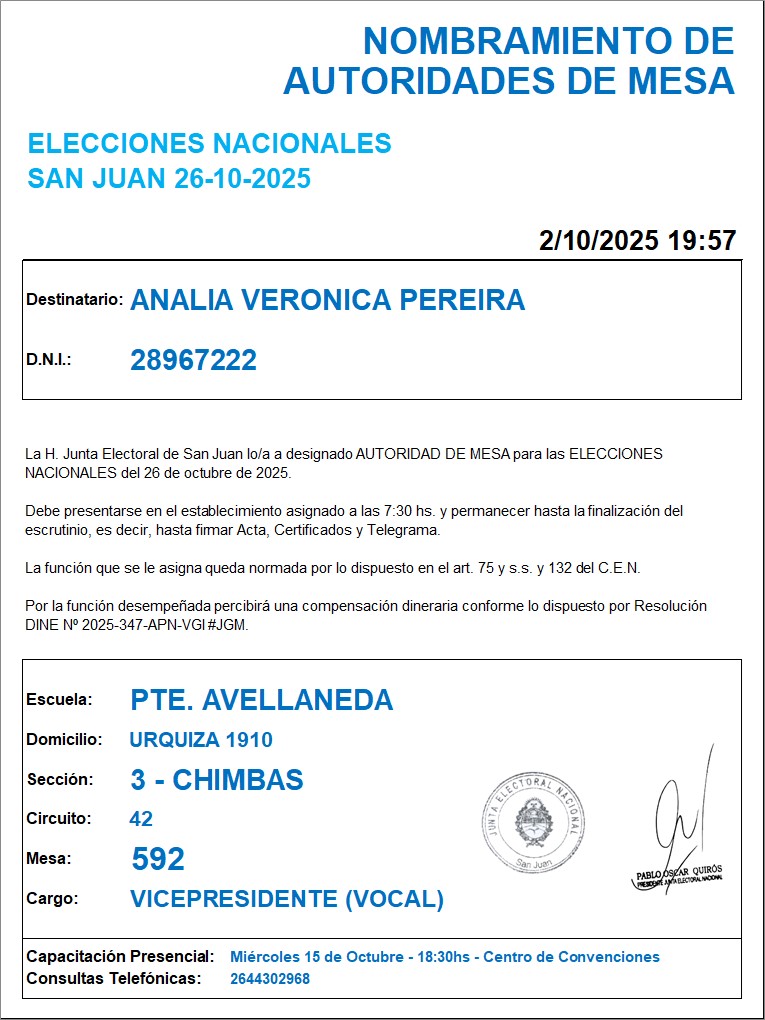 NOMBRAMIENTO DE
AUTORIDADES DE MESA
ELECCIONES NACIONALES
SAN JUAN 26-10-2025
2/10/2025 19:57
Destinatario: ANALIA VERONICA PEREIRA
D.N.I.: 28967222
La H. Junta Electoral de San Juan lo/a a designado AUTORIDAD DE MESA para las ELECCIONES
NACIONALES del 26 de octubre de 2025.
Debe presentarse en el establecimiento asignado a las 7:30 hs. y permanecer hasta la finalización del
escrutinio, es decir, hasta firmar Acta, Certificados y Telegrama.
La función que se le asigna queda normada por lo dispuesto en el art. 75 y s.s. y 132 del C.E.N.
Por la función desempeñada percibirá una compensación dineraria conforme lo dispuesto por Resolución
DINE Nº 2025-347-APN-VGI#JGM.
Escuela: PTE. AVELLANEDA
Domicilio: URQUIZA 1910
Sección: 3 - CHIMBAS
Circuito: 42
Mesa: 592
Cargo: VICEPRESIDENTE (VOCAL)
JUNTA ELECTORAL NACIONAL
San Juan
PABLO OSCAR QUIRÓS
PRESIDENTE JUNTA ELECTORAL NACIONAL
Capacitación Presencial: Miércoles 15 de Octubre - 18:30hs - Centro de Convenciones
Consultas Telefónicas: 2644302968